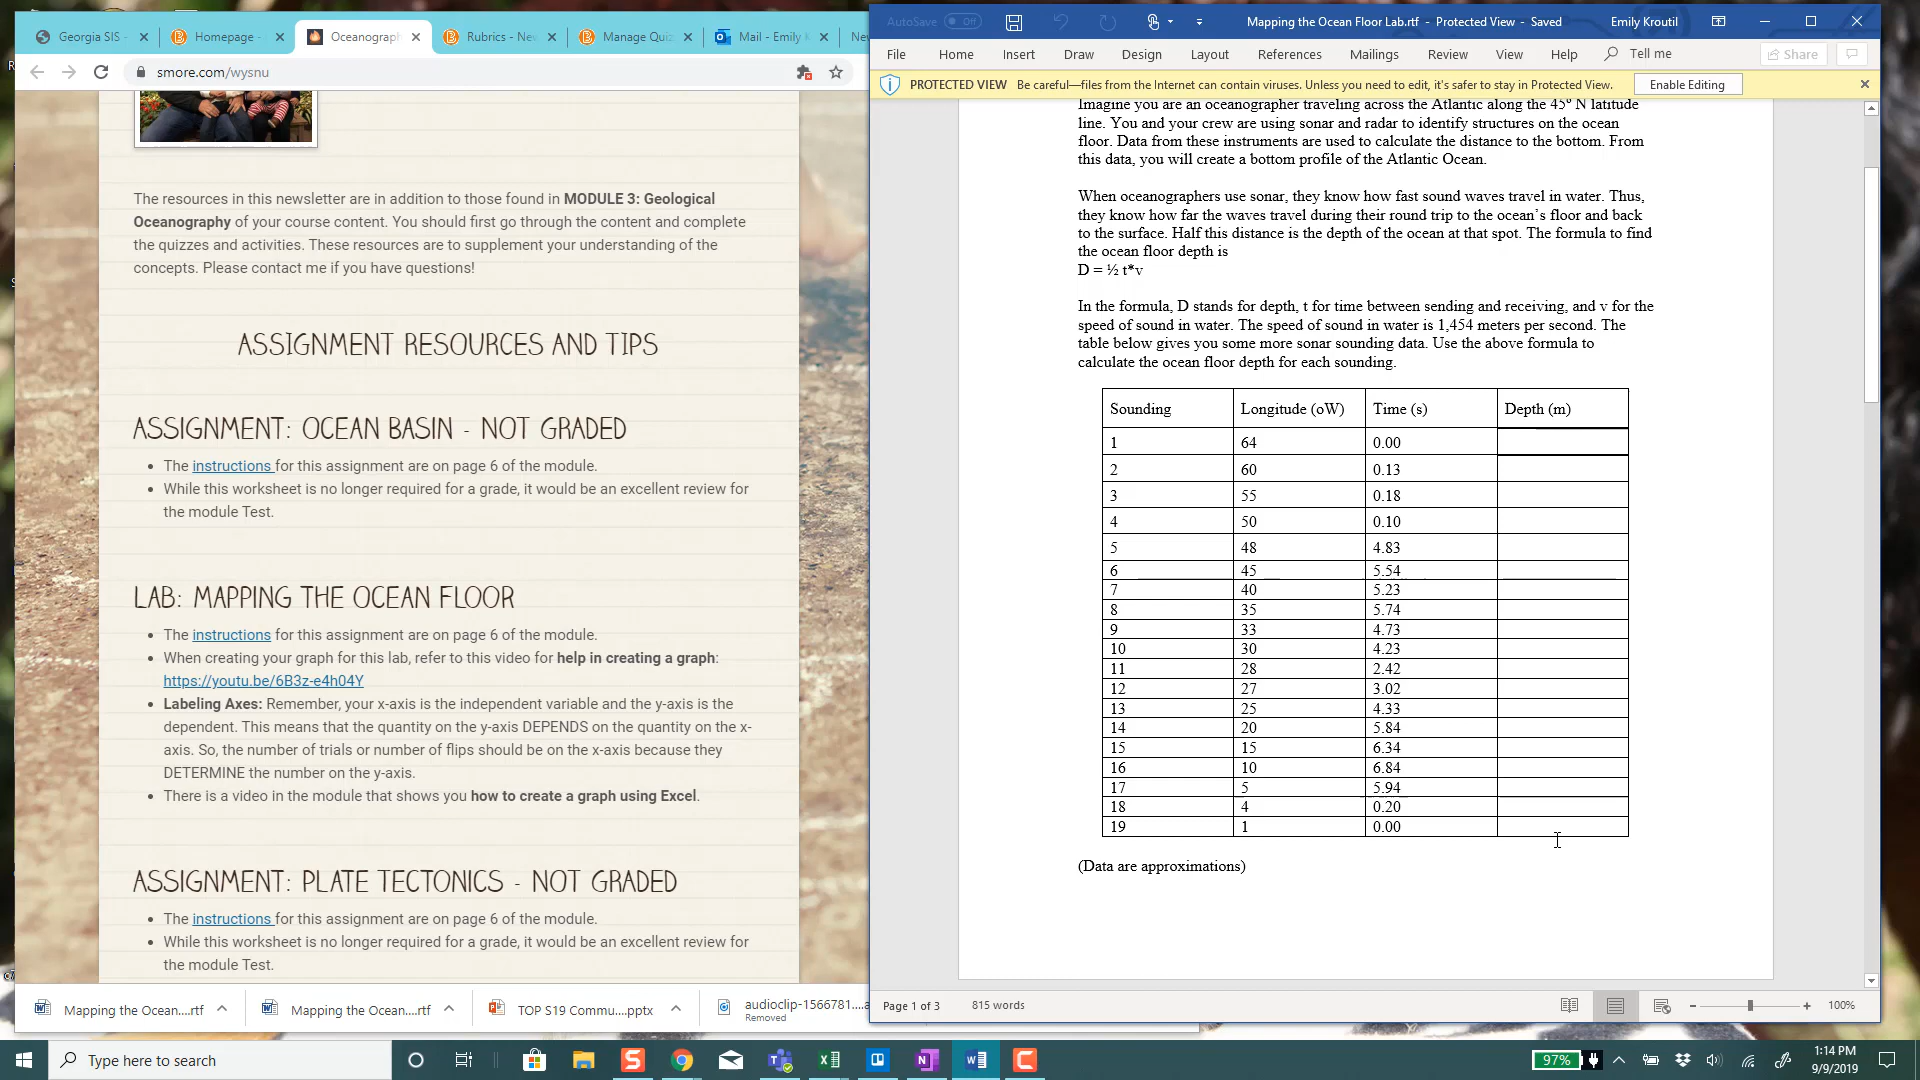 Georgia SIS -
Homepage -
Oceanograph
Rubrics - Ne
Manage Quiz
Mail - Emily K
New
smore.com/wysnu
The resources in this newsletter are in addition to those found in MODULE 3: Geological
Oceanography of your course content. You should first go through the content and complete
the quizzes and activities. These resources are to supplement your understanding of the
concepts. Please contact me if you have questions!
ASSIGNMENT RESOURCES AND TIPS
ASSIGNMENT: OCEAN BASIN - NOT GRADED
• The instructions for this assignment are on page 6 of the module.
• While this worksheet is no longer required for a grade, it would be an excellent review for
the module Test.
LAB: MAPPING THE OCEAN FLOOR
• The instructions for this assignment are on page 6 of the module.
• When creating your graph for this lab, refer to this video for help in creating a graph:
https://youtu.be/6B3z-e4h04Y
• Labeling Axes: Remember, your x-axis is the independent variable and the y-axis is the
dependent. This means that the quantity on the y-axis DEPENDS on the quantity on the x-
axis. So, the number of trials or number of flips should be on the x-axis because they
DETERMINE the number on the y-axis.
• There is a video in the module that shows you how to create a graph using Excel.
ASSIGNMENT: PLATE TECTONICS - NOT GRADED
• The instructions for this assignment are on page 6 of the module.
• While this worksheet is no longer required for a grade, it would be an excellent review for
the module Test.
Mapping the Ocean....rtf
Mapping the Ocean....rtf
TOP S19 Commu....pptx
audioclip-1566781....a
Removed
AutoSave Off
Mapping the Ocean Floor Lab.rtf - Protected View - Saved
Emily Kroutil
File Home Insert Draw Design Layout References Mailings Review View Help Tell me Share
PROTECTED VIEW Be careful—files from the Internet can contain viruses. Unless you need to edit, it's safer to stay in Protected View. Enable Editing
Imagine you are an oceanographer traveling across the Atlantic along the 45º N latitude
line. You and your crew are using sonar and radar to identify structures on the ocean
floor. Data from these instruments are used to calculate the distance to the bottom. From
this data, you will create a bottom profile of the Atlantic Ocean.
When oceanographers use sonar, they know how fast sound waves travel in water. Thus,
they know how far the waves travel during their round trip to the ocean's floor and back
to the surface. Half this distance is the depth of the ocean at that spot. The formula to find
the ocean floor depth is
D = ½ t*v
In the formula, D stands for depth, t for time between sending and receiving, and v for the
speed of sound in water. The speed of sound in water is 1,454 meters per second. The
table below gives you some more sonar sounding data. Use the above formula to
calculate the ocean floor depth for each sounding.
Sounding Longitude (oW) Time (s) Depth (m)
1 64 0.00
2 60 0.13
3 55 0.18
4 50 0.10
5 48 4.83
6 45 5.54
7 40 5.23
8 35 5.74
9 33 4.73
10 30 4.23
11 28 2.42
12 27 3.02
13 25 4.33
14 20 5.84
15 15 6.34
16 10 6.84
17 5 5.94
18 4 0.20
19 1 0.00
(Data are approximations)
Page 1 of 3 815 words
100%
Type here to search
97%
1:14 PM
9/9/2019